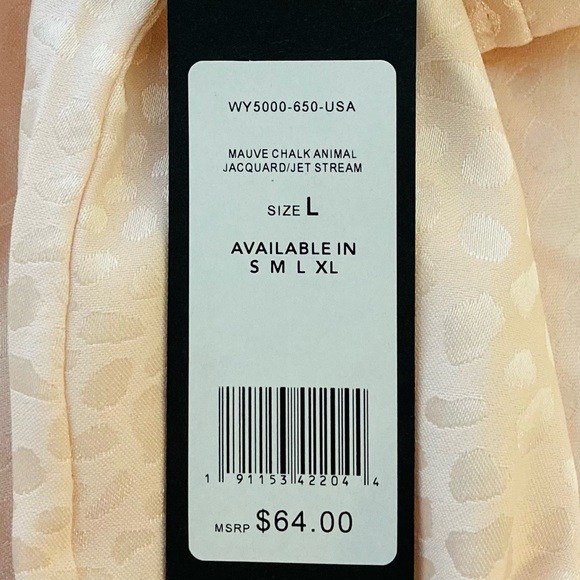 WY5000-650-USA
MAUVE CHALK ANIMAL
JACQUARD/JET STREAM
SIZE L
AVAILABLE IN
S M L XL
1 91153 42204 4
MSRP $64.00